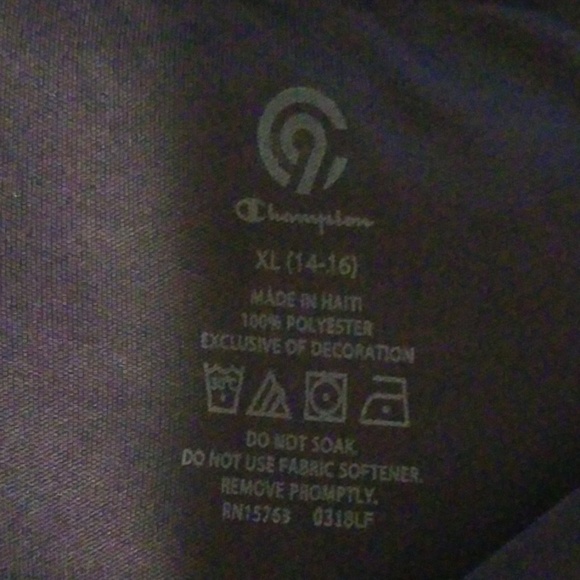 C9
Champion
XL (14-16)
MADE IN HAITI
100% POLYESTER
EXCLUSIVE OF DECORATION
30°C
DO NOT SOAK.
DO NOT USE FABRIC SOFTENER.
REMOVE PROMPTLY.
RN15763 0318LF